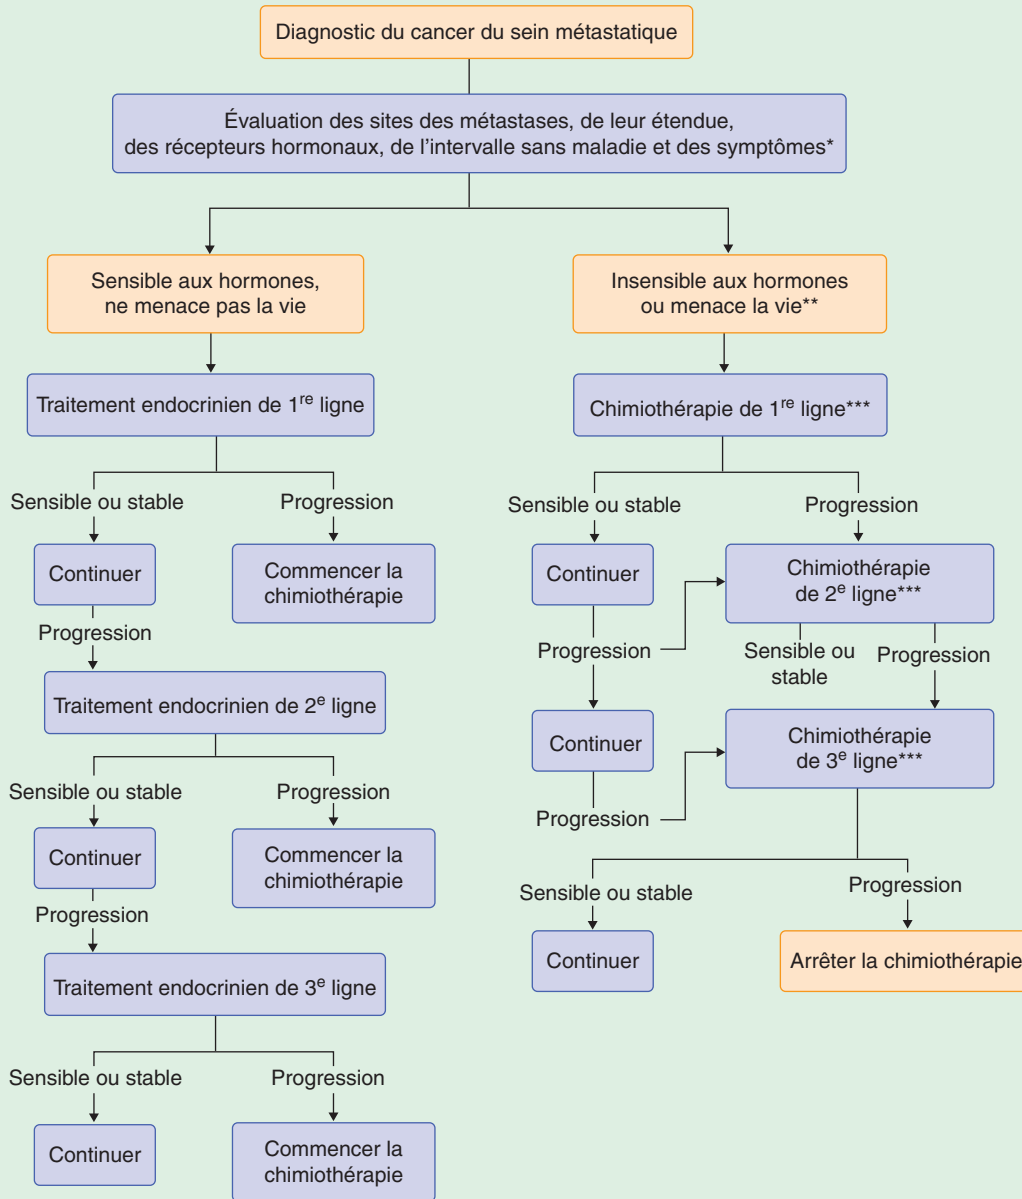 Diagnostic du cancer du sein métastatique
Évaluation des sites des métastases, de leur étendue,
des récepteurs hormonaux, de l'intervalle sans maladie et des symptômes*
Sensible aux hormones,
ne menace pas la vie
Insensible aux hormones
ou menace la vie**
Traitement endocrinien de 1re ligne
Chimiothérapie de 1re ligne***
Sensible ou stable
Progression
Sensible ou stable
Progression
Continuer
Commencer la
chimiothérapie
Continuer
Chimiothérapie
de 2e ligne***
Progression
Progression
Sensible ou
stable
Progression
Traitement endocrinien de 2e ligne
Continuer
Chimiothérapie
de 3e ligne***
Sensible ou stable
Progression
Progression
Continuer
Commencer la
chimiothérapie
Sensible ou stable
Progression
Progression
Continuer
Arrêter la chimiothérapie
Traitement endocrinien de 3e ligne
Sensible ou stable
Progression
Continuer
Commencer la
chimiothérapie